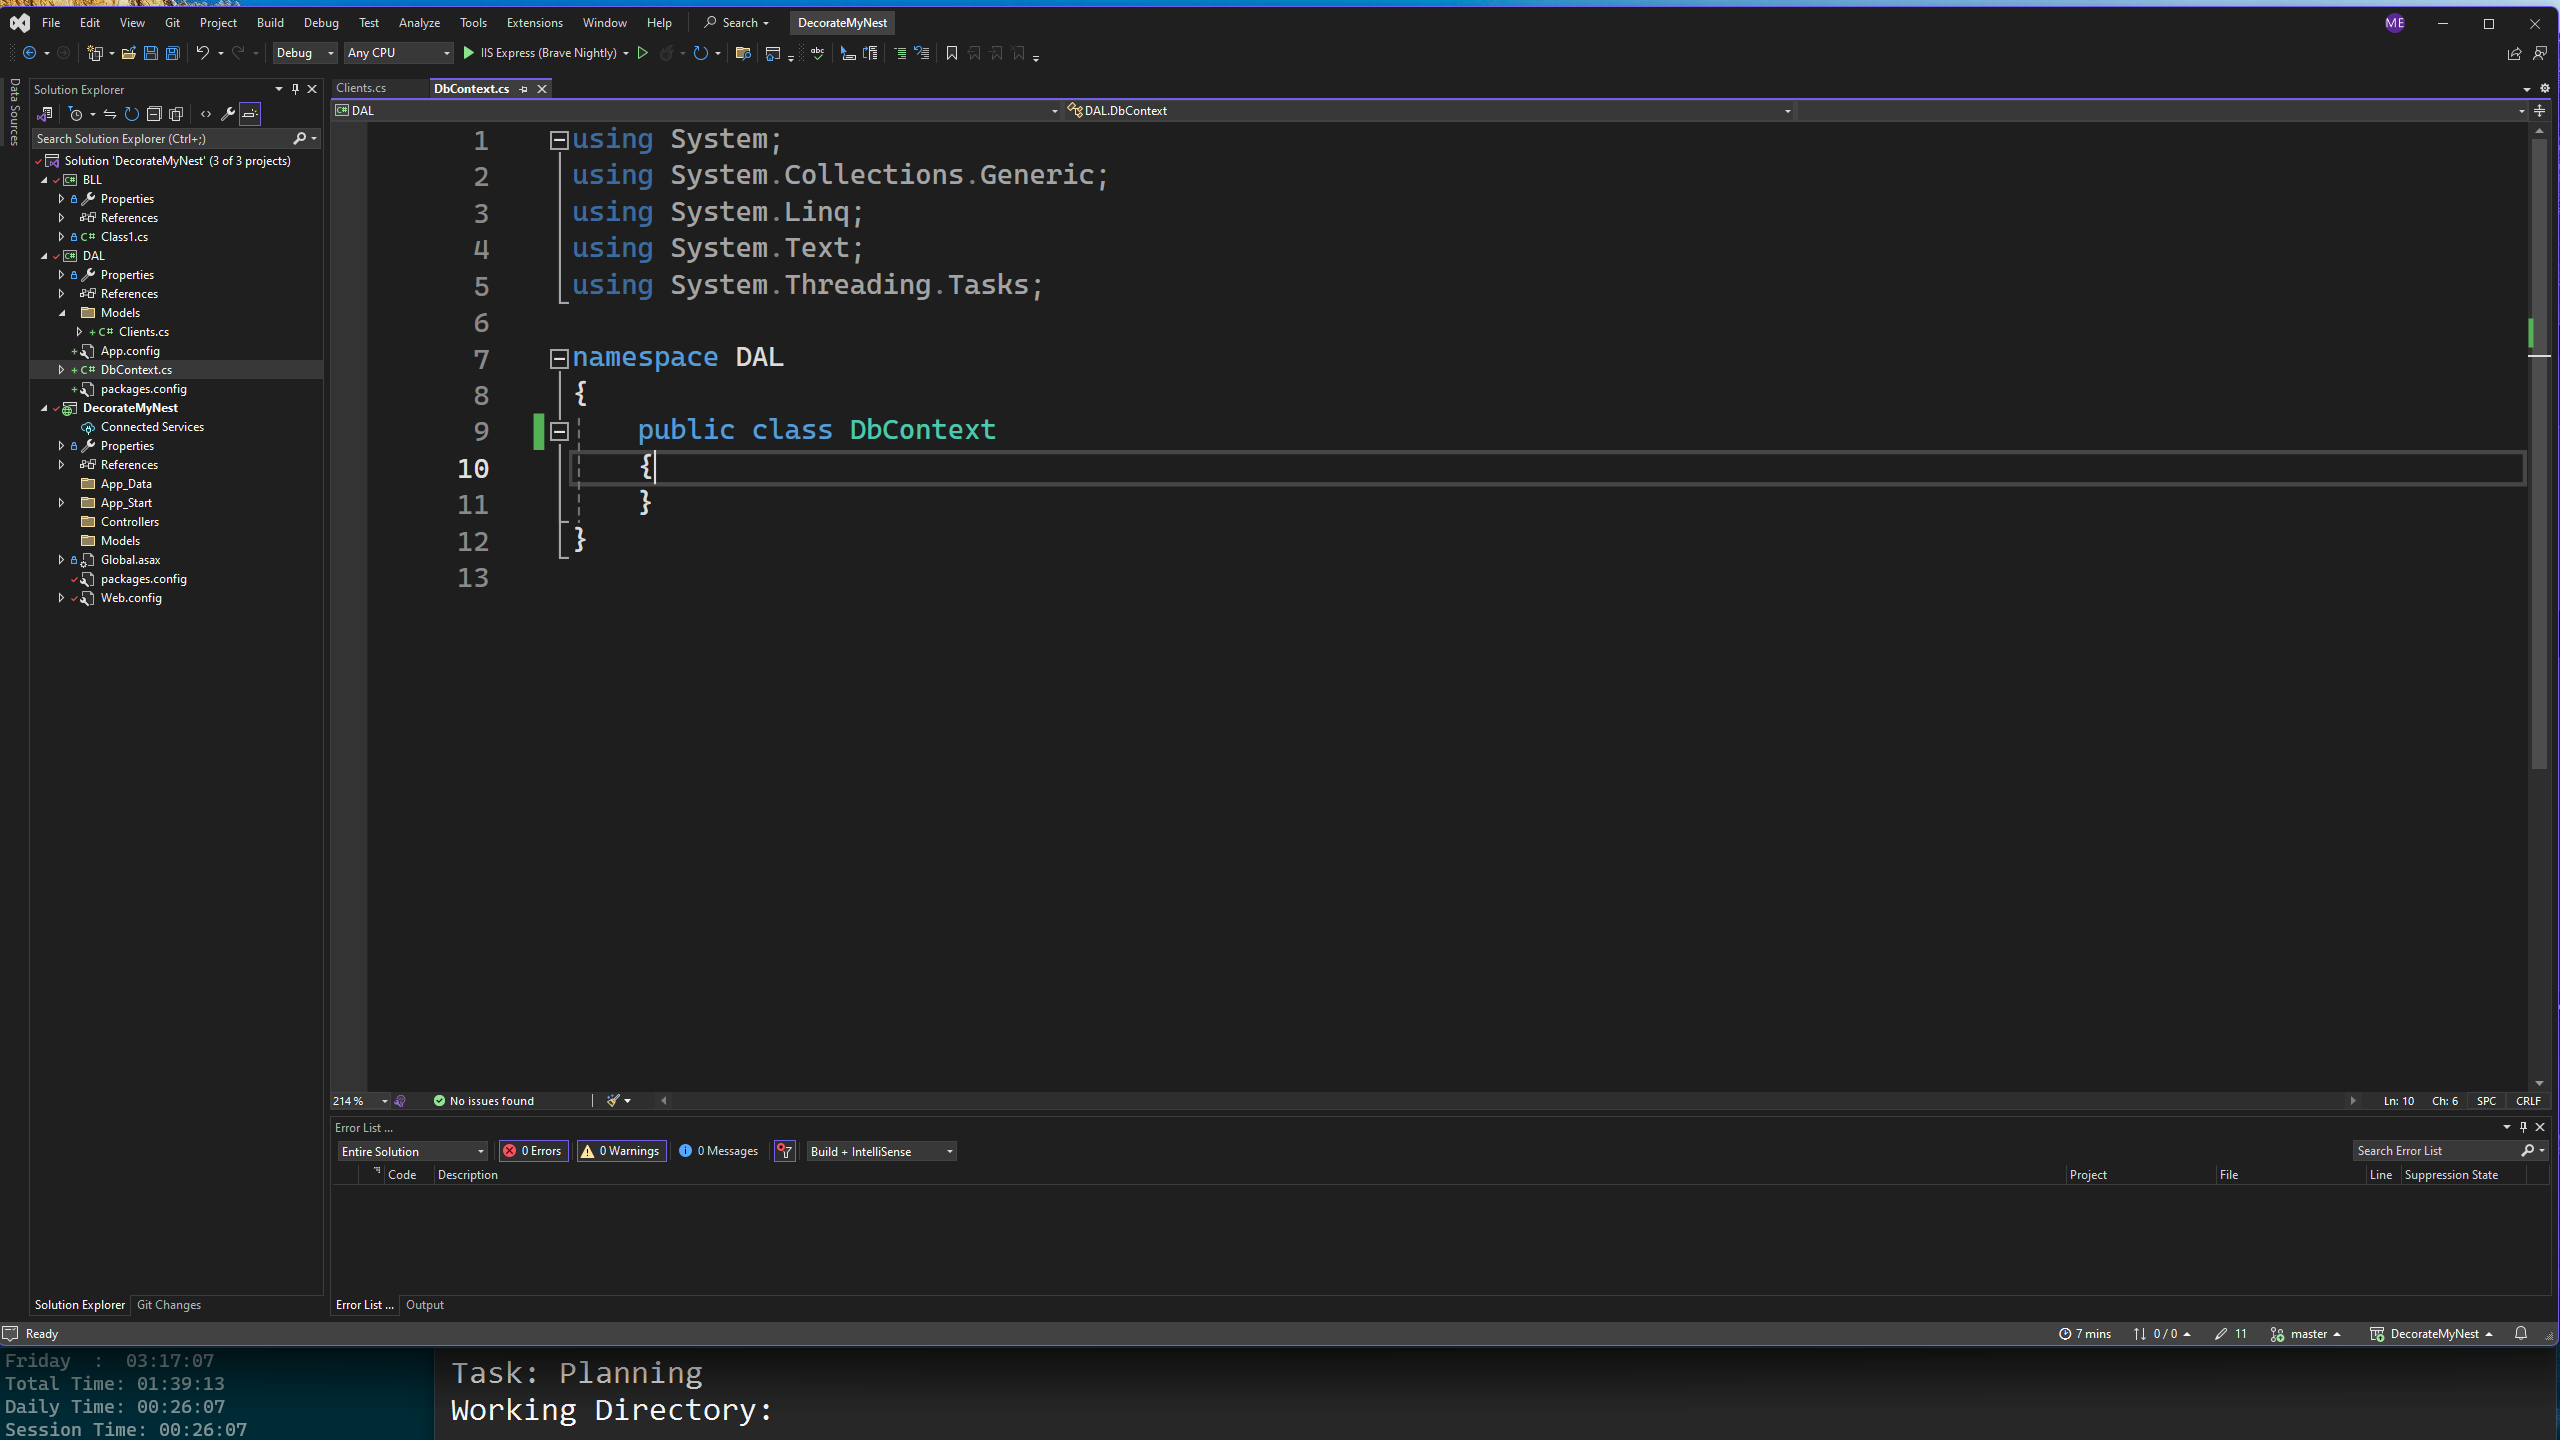 File Edit View Git Project Build Debug Test Analyze Tools Extensions Window Help Search DecorateMyNest ME
Debug Any CPU IIS Express (Brave Nightly) abc
Data Sources
Solution Explorer
Search Solution Explorer (Ctrl+;)
Solution 'DecorateMyNest' (3 of 3 projects)
C# BLL
Properties
References
C# Class1.cs
C# DAL
Properties
References
Models
C# Clients.cs
App.config
C# DbContext.cs
packages.config
DecorateMyNest
Connected Services
Properties
References
App_Data
App_Start
Controllers
Models
Global.asax
packages.config
Web.config
Solution Explorer Git Changes
Clients.cs DbContext.cs
C# DAL DAL.DbContext
1 using System;
2 using System.Collections.Generic;
3 using System.Linq;
4 using System.Text;
5 using System.Threading.Tasks;
6
7 namespace DAL
8 {
9 public class DbContext
10 {
11 }
12 }
13
214 % No issues found Ln: 10 Ch: 6 SPC CRLF
Error List ...
Entire Solution 0 Errors 0 Warnings 0 Messages Build + IntelliSense Search Error List
Code Description Project File Line Suppression State
Error List ... Output
Ready 7 mins 0 / 0 11 master DecorateMyNest
Friday : 03:17:07
Total Time: 01:39:13
Daily Time: 00:26:07
Session Time: 00:26:07
Task: Planning
Working Directory: